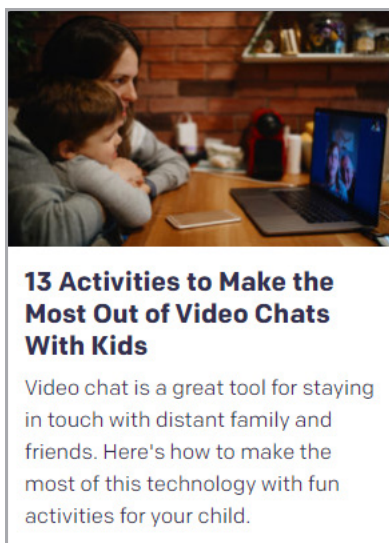 13 Activities to Make the
Most Out of Video Chats
With Kids
Video chat is a great tool for staying
in touch with distant family and
friends. Here's how to make the
most of this technology with fun
activities for your child.